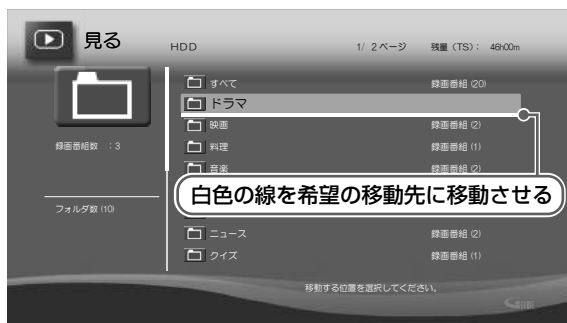 見る
HDD 1/ 2ページ 残量（TS）： 46h00m
すべて 録画番組 (20)
ドラマ
映画 録画番組 (2)
録画番組数 ：3
料理 録画番組 (1)
音楽 録画番組 (2)
白色の線を希望の移動先に移動させる
フォルダ数 (10)
ニュース 録画番組 (2)
クイズ 録画番組 (1)
移動する位置を選択してください。